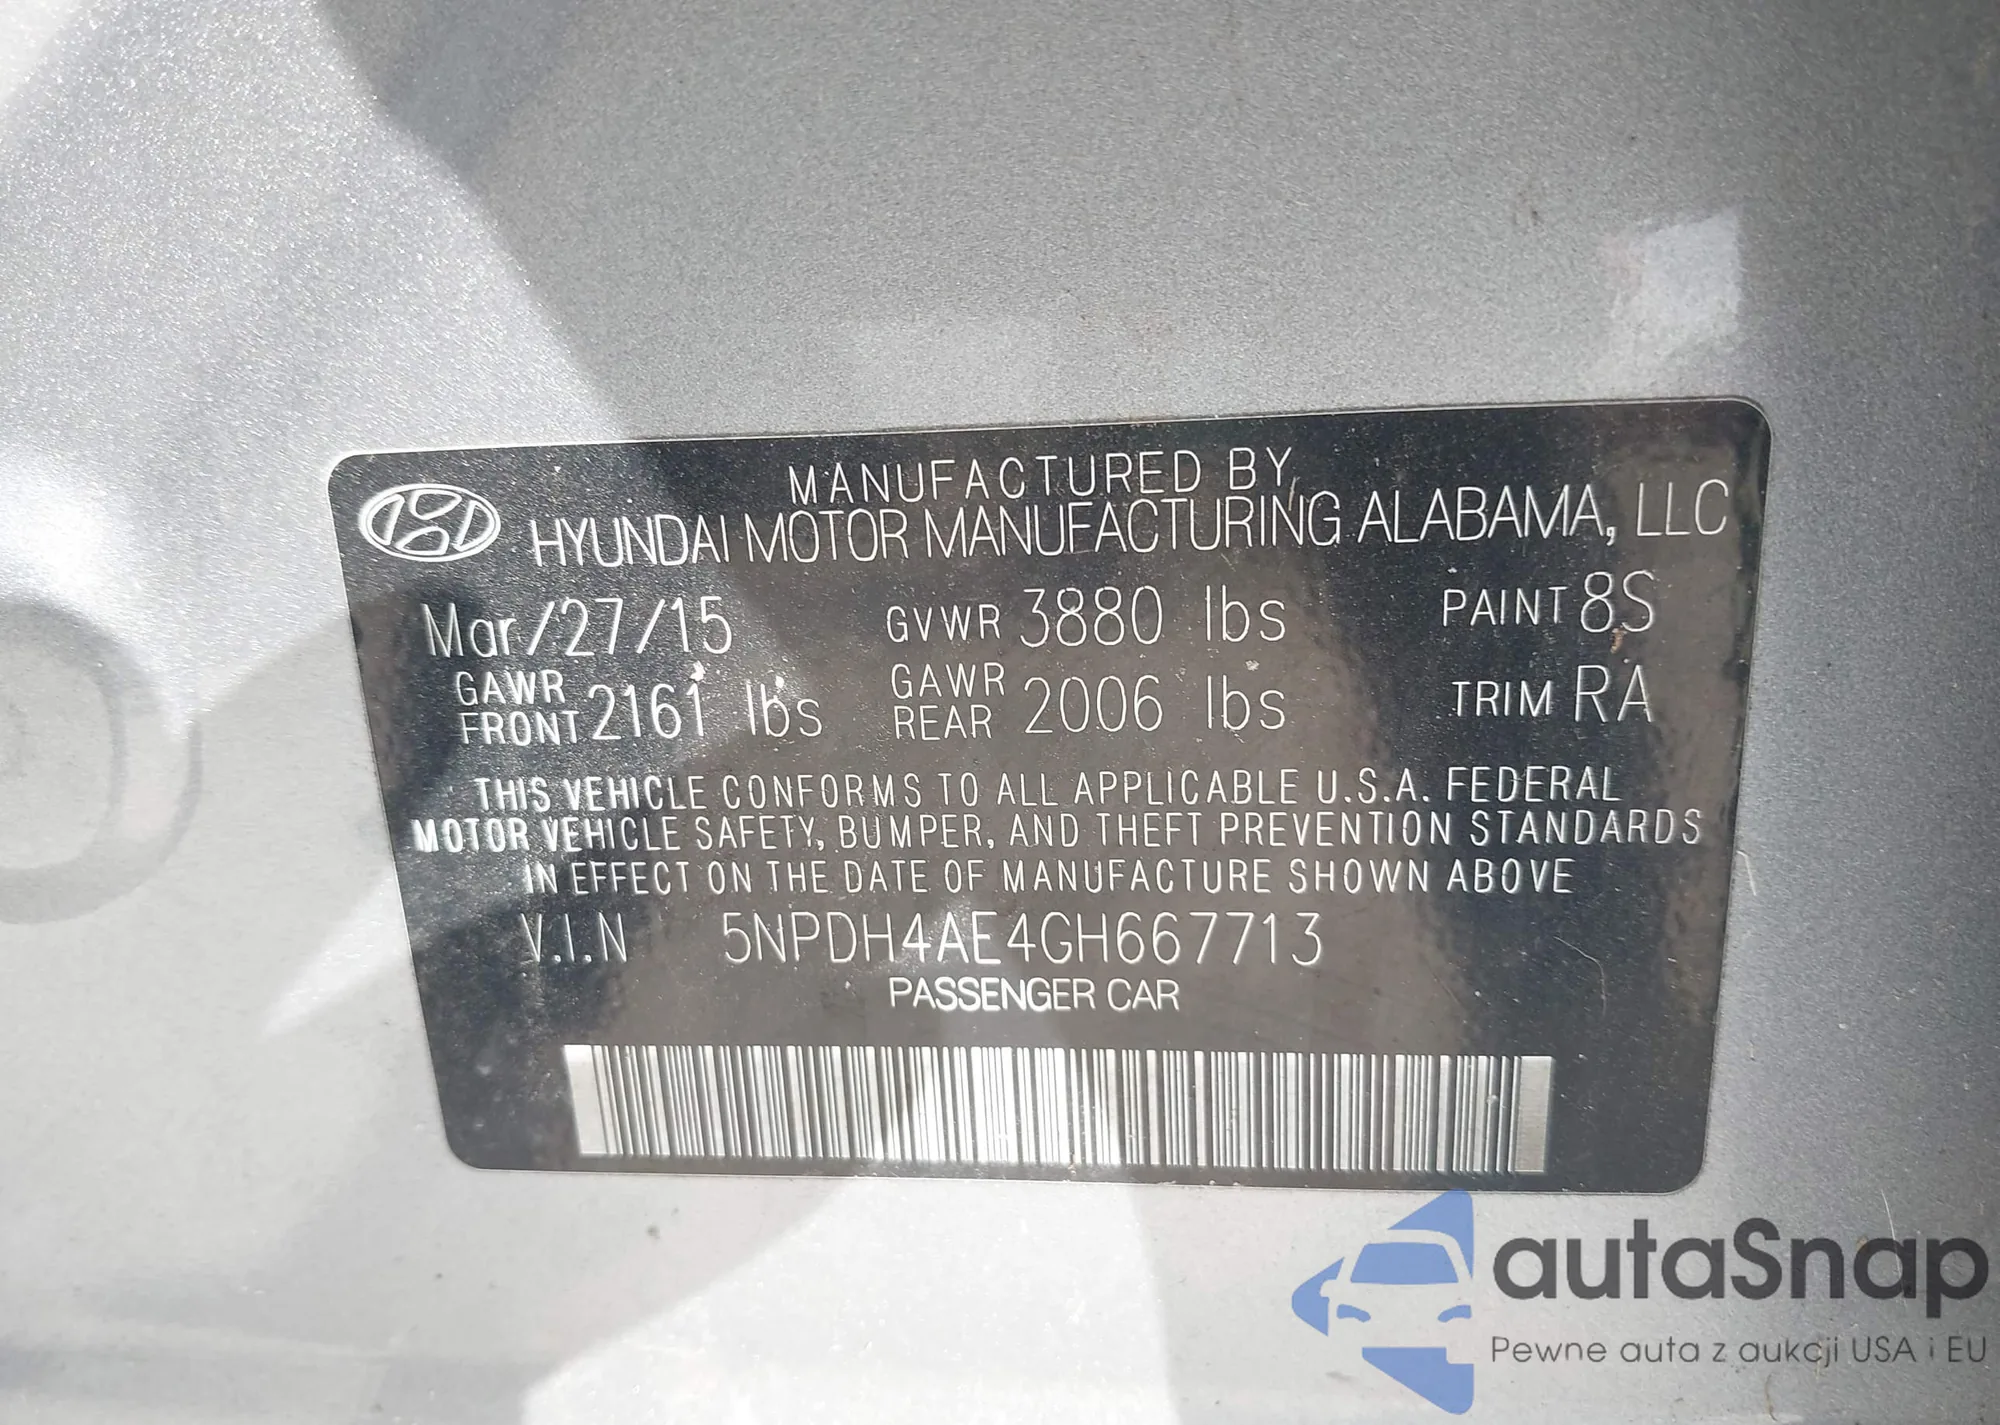 MANUFACTURED BY
HYUNDAI MOTOR MANUFACTURING ALABAMA, LLC
Mar/27/15 GVWR 3880 lbs PAINT 8S
GAWR FRONT 2161 lbs GAWR REAR 2006 lbs TRIM RA
THIS VEHICLE CONFORMS TO ALL APPLICABLE U.S.A. FEDERAL
MOTOR VEHICLE SAFETY, BUMPER, AND THEFT PREVENTION STANDARDS
IN EFFECT ON THE DATE OF MANUFACTURE SHOWN ABOVE
V.I.N 5NPDH4AE4GH667713
PASSENGER CAR
autaSnap
Pewne auta z aukcji USA i EU